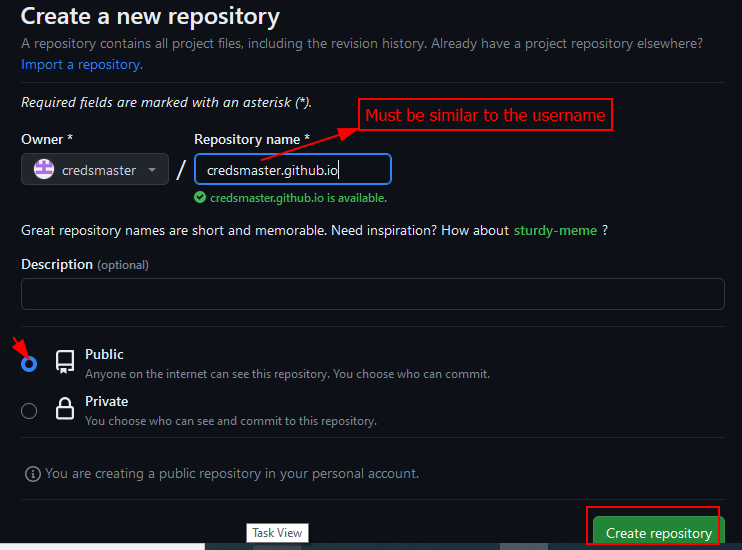 Create a new repository
A repository contains all project files, including the revision history. Already have a project repository elsewhere?
Import a repository.
Required fields are marked with an asterisk (*).
Must be similar to the username
Owner *
Repository name *
credsmaster
/
credsmaster.github.io
credsmaster.github.io is available.
Great repository names are short and memorable. Need inspiration? How about sturdy-meme ?
Description (optional)
Public
Anyone on the internet can see this repository. You choose who can commit.
Private
You choose who can see and commit to this repository.
You are creating a public repository in your personal account.
Task View
Create repository